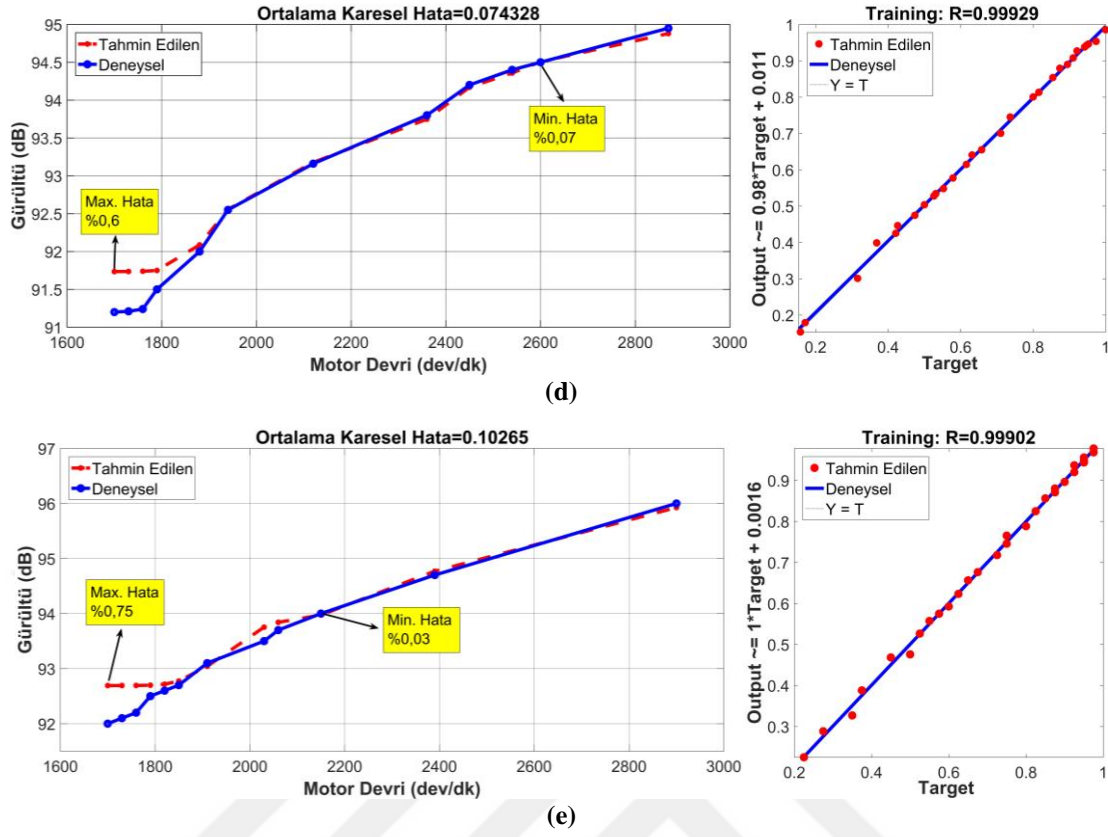 Ortalama Karesel Hata=0.074328
95
94.5
94
93.5
93
92.5
92
91.5
91
Gürültü (dB)
Tahmin Edilen
Deneysel
Max. Hata
%0,6
Min. Hata
%0,07
1600 1800 2000 2200 2400 2600 2800 3000
Motor Devri (dev/dk)
Training: R=0.99929
1
0.9
0.8
0.7
0.6
0.5
0.4
0.3
0.2
Output ~= 0.98*Target + 0.011
Tahmin Edilen
Deneysel
Y = T
0.2 0.4 0.6 0.8 1
Target
(d)
Ortalama Karesel Hata=0.10265
97
96
95
94
93
92
Gürültü (dB)
Tahmin Edilen
Deneysel
Max. Hata
%0,75
Min. Hata
%0,03
1600 1800 2000 2200 2400 2600 2800 3000
Motor Devri (dev/dk)
Training: R=0.99902
0.9
0.8
0.7
0.6
0.5
0.4
0.3
Output ~= 1*Target + 0.0016
Tahmin Edilen
Deneysel
Y = T
0.2 0.4 0.6 0.8 1
Target
(e)